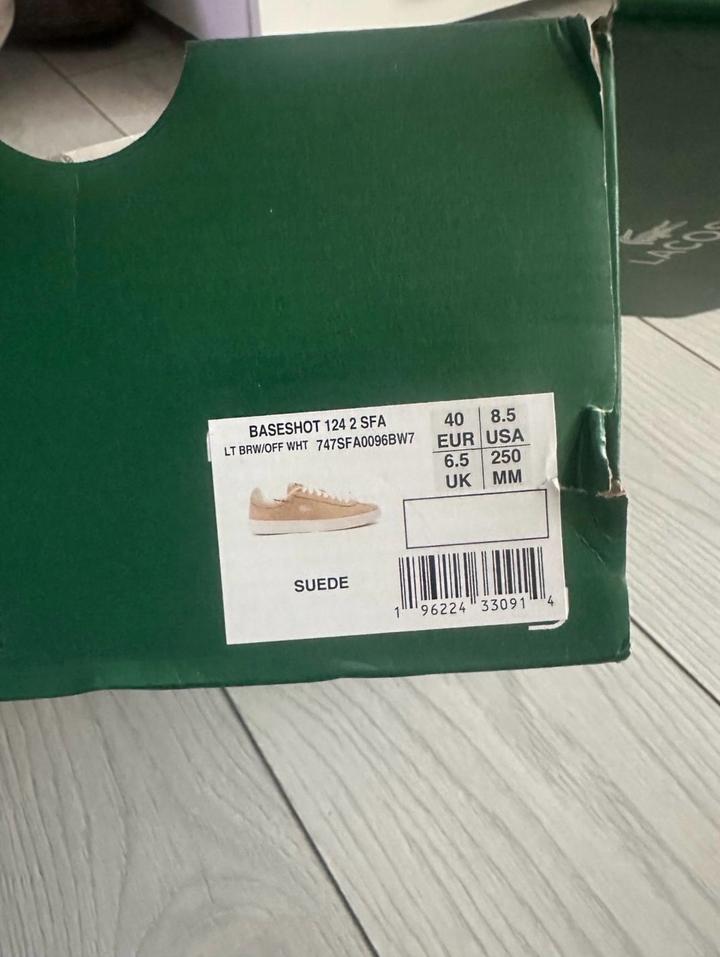 LACOS
BASESHOT 124 2 SFA
LT BRW/OFF WHT 747SFA0096BW7
40 8.5
EUR USA
6.5 250
UK MM
SUEDE
1 96224 33091 4